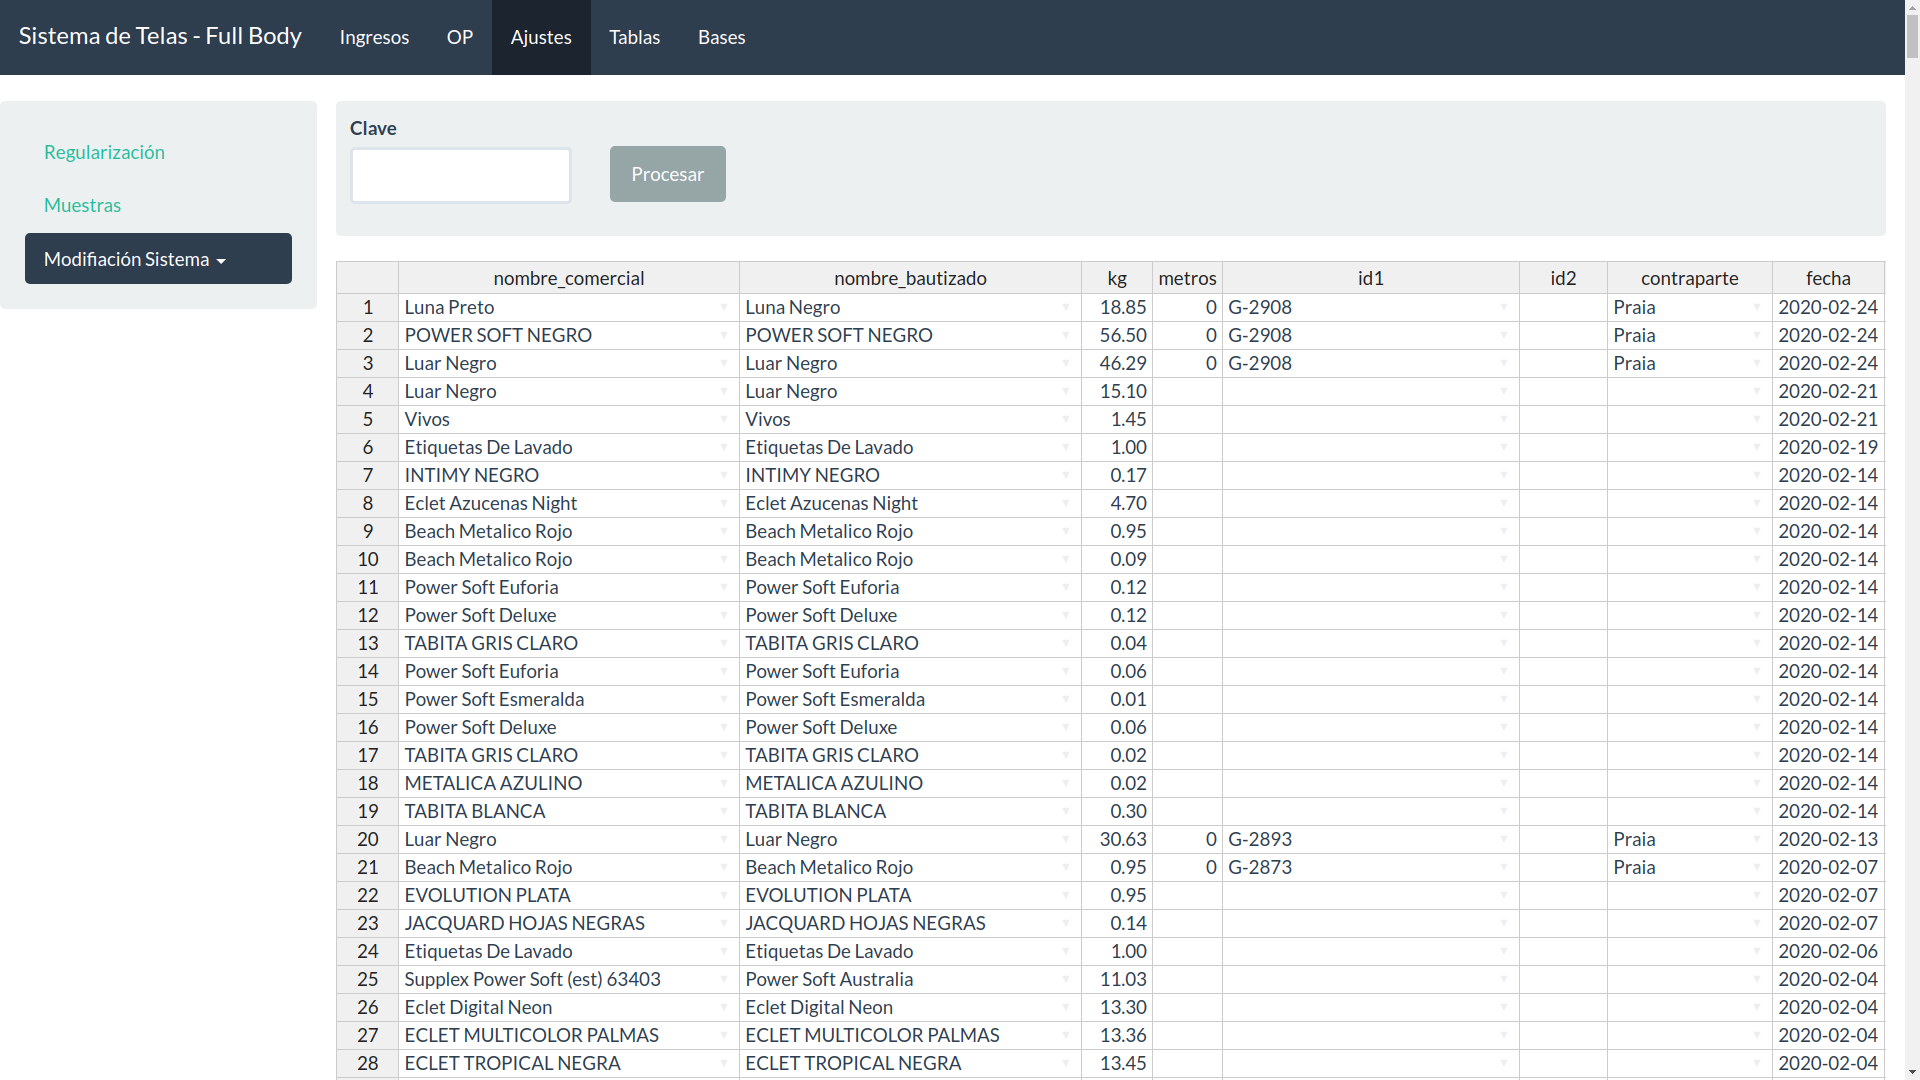 Sistema de Telas - Full Body Ingresos OP Ajustes Tablas Bases
Regularización
Muestras
Modifiación Sistema
Clave
Procesar
nombre_comercial nombre_bautizado kg metros id1 id2 contraparte fecha
1 Luna Preto Luna Negro 18.85 0 G-2908 Praia 2020-02-24
2 POWER SOFT NEGRO POWER SOFT NEGRO 56.50 0 G-2908 Praia 2020-02-24
3 Luar Negro Luar Negro 46.29 0 G-2908 Praia 2020-02-24
4 Luar Negro Luar Negro 15.10 2020-02-21
5 Vivos Vivos 1.45 2020-02-21
6 Etiquetas De Lavado Etiquetas De Lavado 1.00 2020-02-19
7 INTIMY NEGRO INTIMY NEGRO 0.17 2020-02-14
8 Eclet Azucenas Night Eclet Azucenas Night 4.70 2020-02-14
9 Beach Metalico Rojo Beach Metalico Rojo 0.95 2020-02-14
10 Beach Metalico Rojo Beach Metalico Rojo 0.09 2020-02-14
11 Power Soft Euforia Power Soft Euforia 0.12 2020-02-14
12 Power Soft Deluxe Power Soft Deluxe 0.12 2020-02-14
13 TABITA GRIS CLARO TABITA GRIS CLARO 0.04 2020-02-14
14 Power Soft Euforia Power Soft Euforia 0.06 2020-02-14
15 Power Soft Esmeralda Power Soft Esmeralda 0.01 2020-02-14
16 Power Soft Deluxe Power Soft Deluxe 0.06 2020-02-14
17 TABITA GRIS CLARO TABITA GRIS CLARO 0.02 2020-02-14
18 METALICA AZULINO METALICA AZULINO 0.02 2020-02-14
19 TABITA BLANCA TABITA BLANCA 0.30 2020-02-14
20 Luar Negro Luar Negro 30.63 0 G-2893 Praia 2020-02-13
21 Beach Metalico Rojo Beach Metalico Rojo 0.95 0 G-2873 Praia 2020-02-07
22 EVOLUTION PLATA EVOLUTION PLATA 0.95 2020-02-07
23 JACQUARD HOJAS NEGRAS JACQUARD HOJAS NEGRAS 0.14 2020-02-07
24 Etiquetas De Lavado Etiquetas De Lavado 1.00 2020-02-06
25 Supplex Power Soft (est) 63403 Power Soft Australia 11.03 2020-02-04
26 Eclet Digital Neon Eclet Digital Neon 13.30 2020-02-04
27 ECLET MULTICOLOR PALMAS ECLET MULTICOLOR PALMAS 13.36 2020-02-04
28 ECLET TROPICAL NEGRA ECLET TROPICAL NEGRA 13.45 2020-02-04